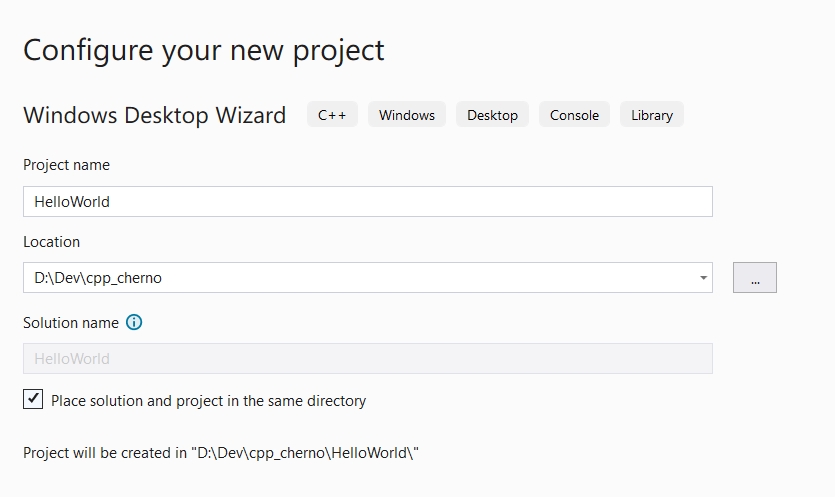 Configure your new project
Windows Desktop Wizard C++ Windows Desktop Console Library
Project name
HelloWorld
Location
D:\Dev\cpp_cherno
...
Solution name
HelloWorld
Place solution and project in the same directory
Project will be created in "D:\Dev\cpp_cherno\HelloWorld\"